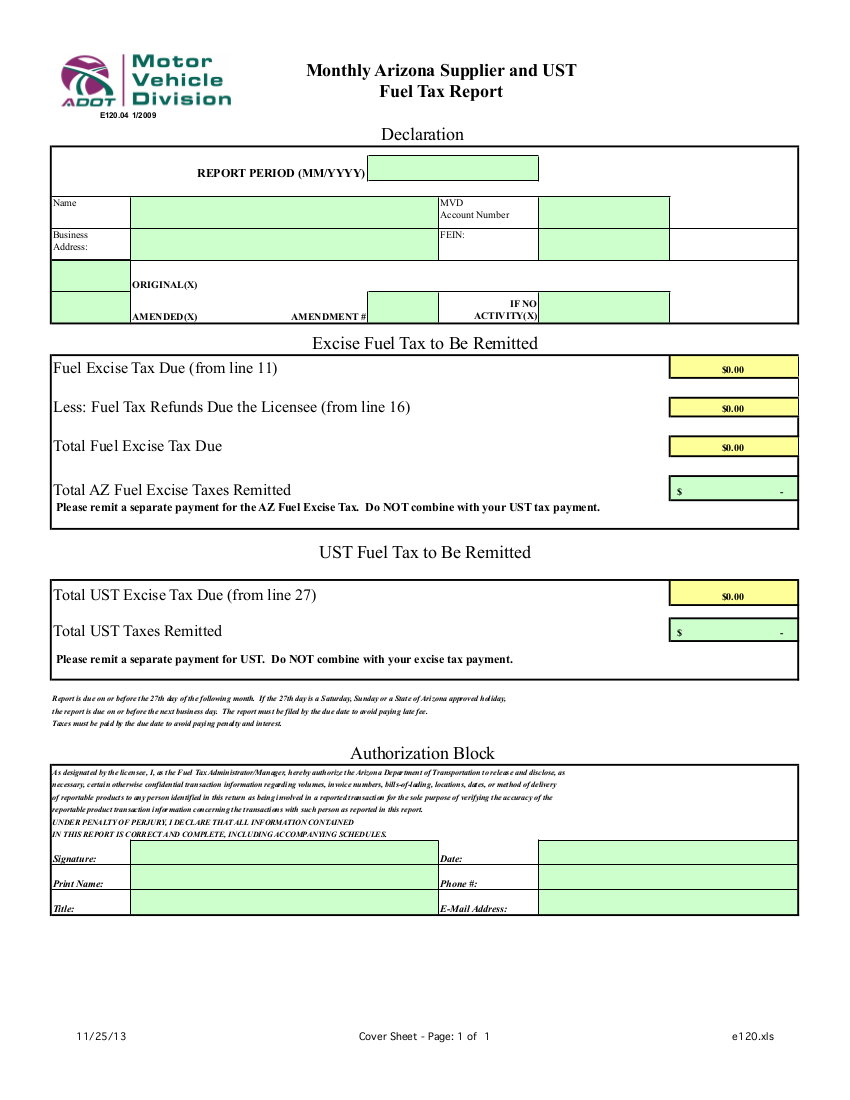 Motor
Vehicle
Division
ADOT
E120.04 1/2009
Monthly Arizona Supplier and UST
Fuel Tax Report
Declaration
REPORT PERIOD (MM/YYYY)
Name
MVD
Account Number
Business
Address:
FEIN:
ORIGINAL(X)
AMENDED(X) AMENDMENT # IF NO
ACTIVITY(X)
Excise Fuel Tax to Be Remitted
Fuel Excise Tax Due (from line 11) $0.00
Less: Fuel Tax Refunds Due the Licensee (from line 16) $0.00
Total Fuel Excise Tax Due $0.00
Total AZ Fuel Excise Taxes Remitted $ -
Please remit a separate payment for the AZ Fuel Excise Tax. Do NOT combine with your UST tax payment.
UST Fuel Tax to Be Remitted
Total UST Excise Tax Due (from line 27) $0.00
Total UST Taxes Remitted $ -
Please remit a separate payment for UST. Do NOT combine with your excise tax payment.
Report is due on or before the 27th day of the following month. If the 27th day is a Saturday, Sunday or a State of Arizona approved holiday,
the report is due on or before the next business day. The report must be filed by the due date to avoid paying late fee.
Taxes must be paid by the due date to avoid paying penalty and interest.
Authorization Block
As designated by the licensee, I, as the Fuel Tax Administrator/Manager, hereby authorize the Arizona Department of Transportation to release and disclose, as
necessary, certain otherwise confidential transaction information regarding volumes, invoice numbers, bills-of-lading, locations, dates, or method of delivery
of reportable products to any person identified in this return as being involved in a reported transaction for the sole purpose of verifying the accuracy of the
reportable product transaction information concerning the transactions with such person as reported in this report.
UNDER PENALTY OF PERJURY, I DECLARE THAT ALL INFORMATION CONTAINED
IN THIS REPORT IS CORRECT AND COMPLETE, INCLUDING ACCOMPANYING SCHEDULES.
Signature: Date:
Print Name: Phone #:
Title: E-Mail Address:
11/25/13 Cover Sheet - Page: 1 of 1 e120.xls